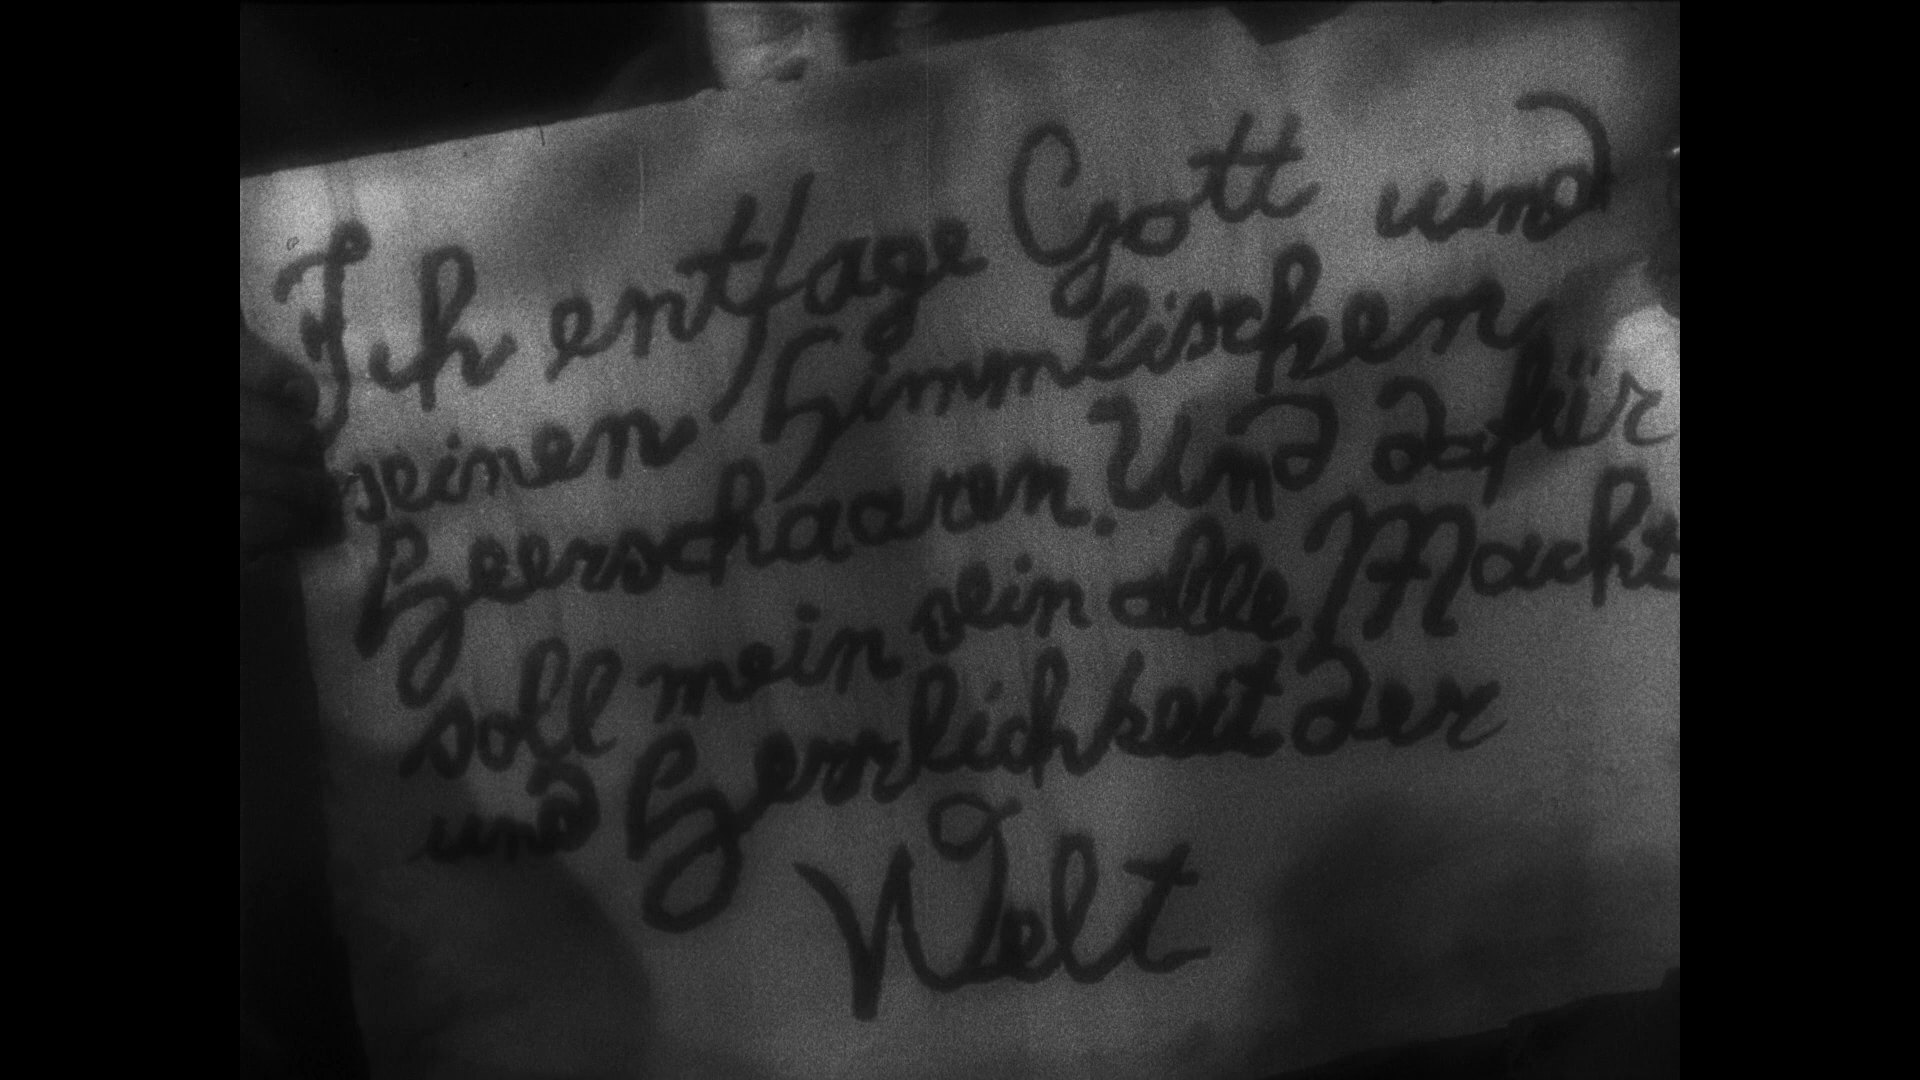 Ich entſage Gott und
seinen himmlischen
Heerschaaren. Und dafür
soll mein sein alle Macht
und Herrlichkeit der
Welt